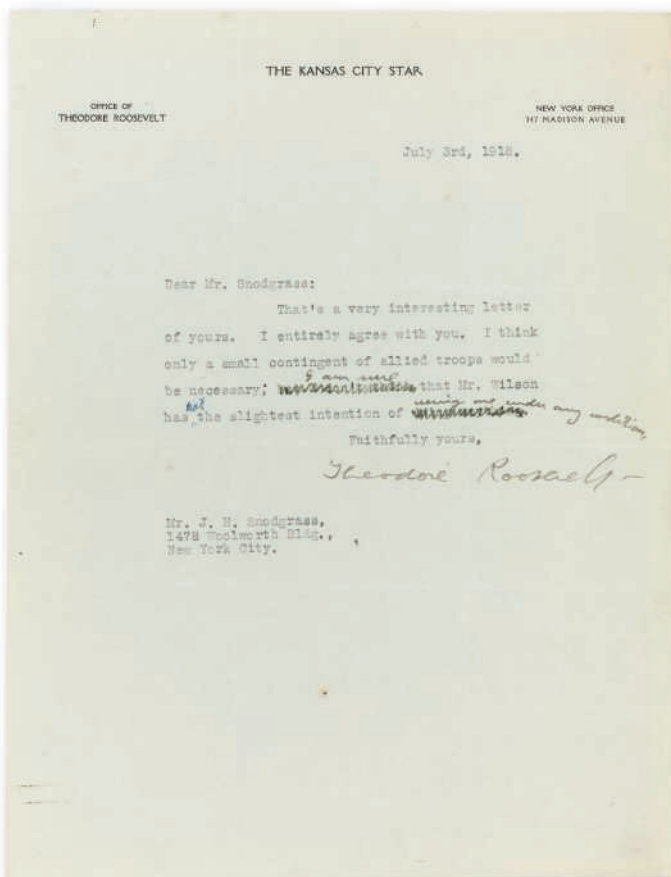 THE KANSAS CITY STAR
OFFICE OF
THEODORE ROOSEVELT
NEW YORK OFFICE
347 MADISON AVENUE
July 3rd, 1918.
Dear Mr. Snodgrass:
That's a very interesting letter
of yours. I entirely agree with you. I think
only a small contingent of allied troops would
I am sure
be necessary; that Mr. Wilson
not
using me under any condition,
has the slightest intention of
Faithfully yours,
Theodore Roosevelt
Mr. J. H. Snodgrass,
1478 Woolworth Bldg.,
New York City.